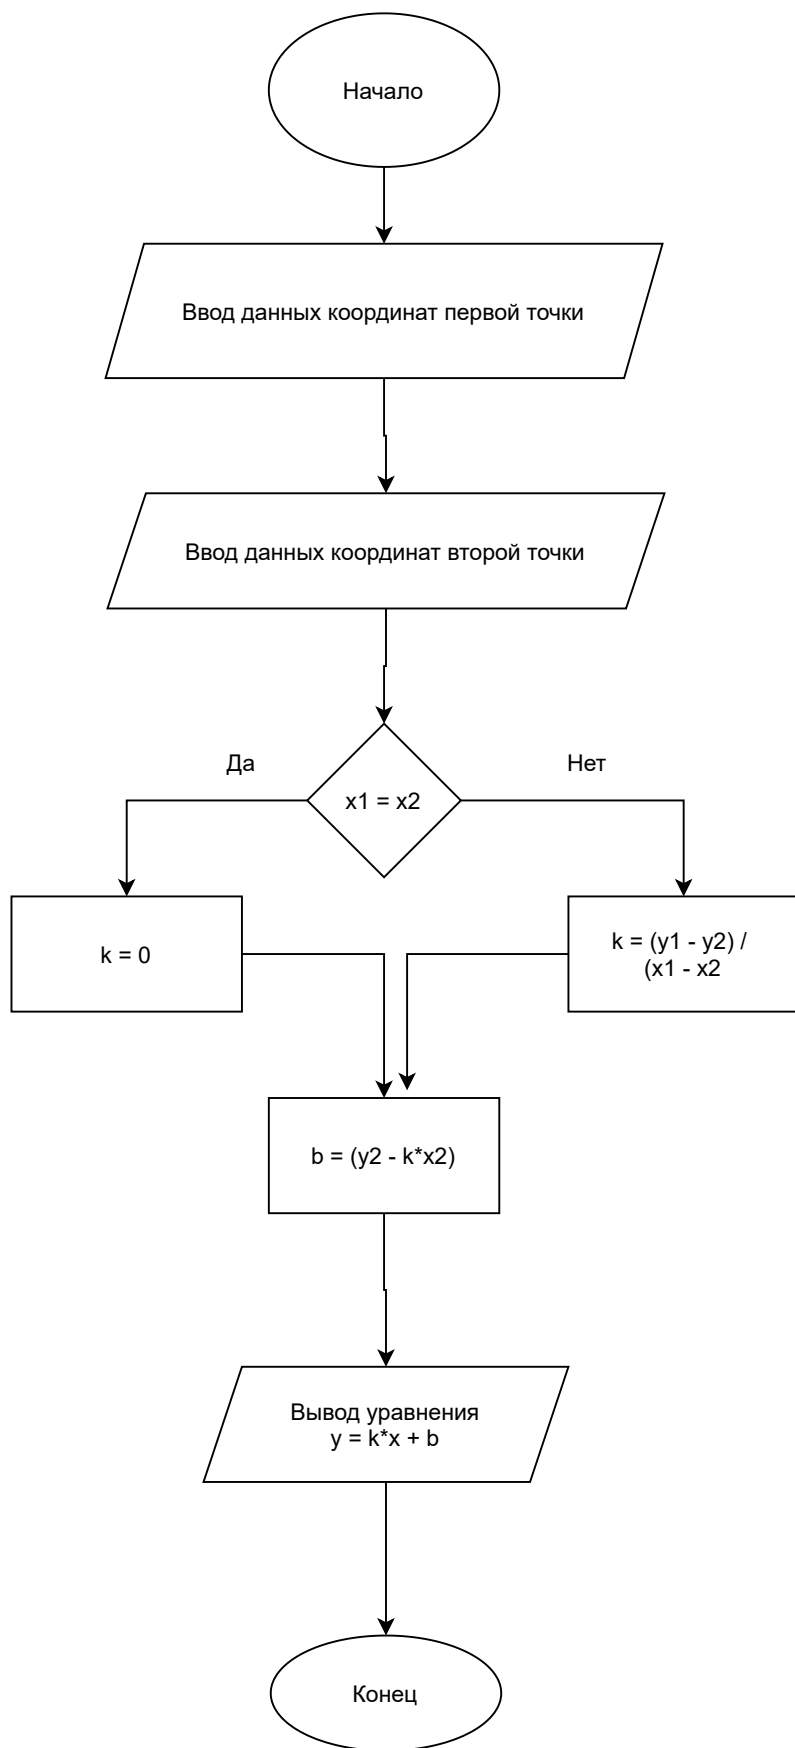 Начало
Ввод данных координат первой точки
Ввод данных координат второй точки
Да
Нет
x1 = x2
k = 0
k = (y1 - y2) /
(x1 - x2
b = (y2 - k*x2)
Вывод уравнения
y = k*x + b
Конец